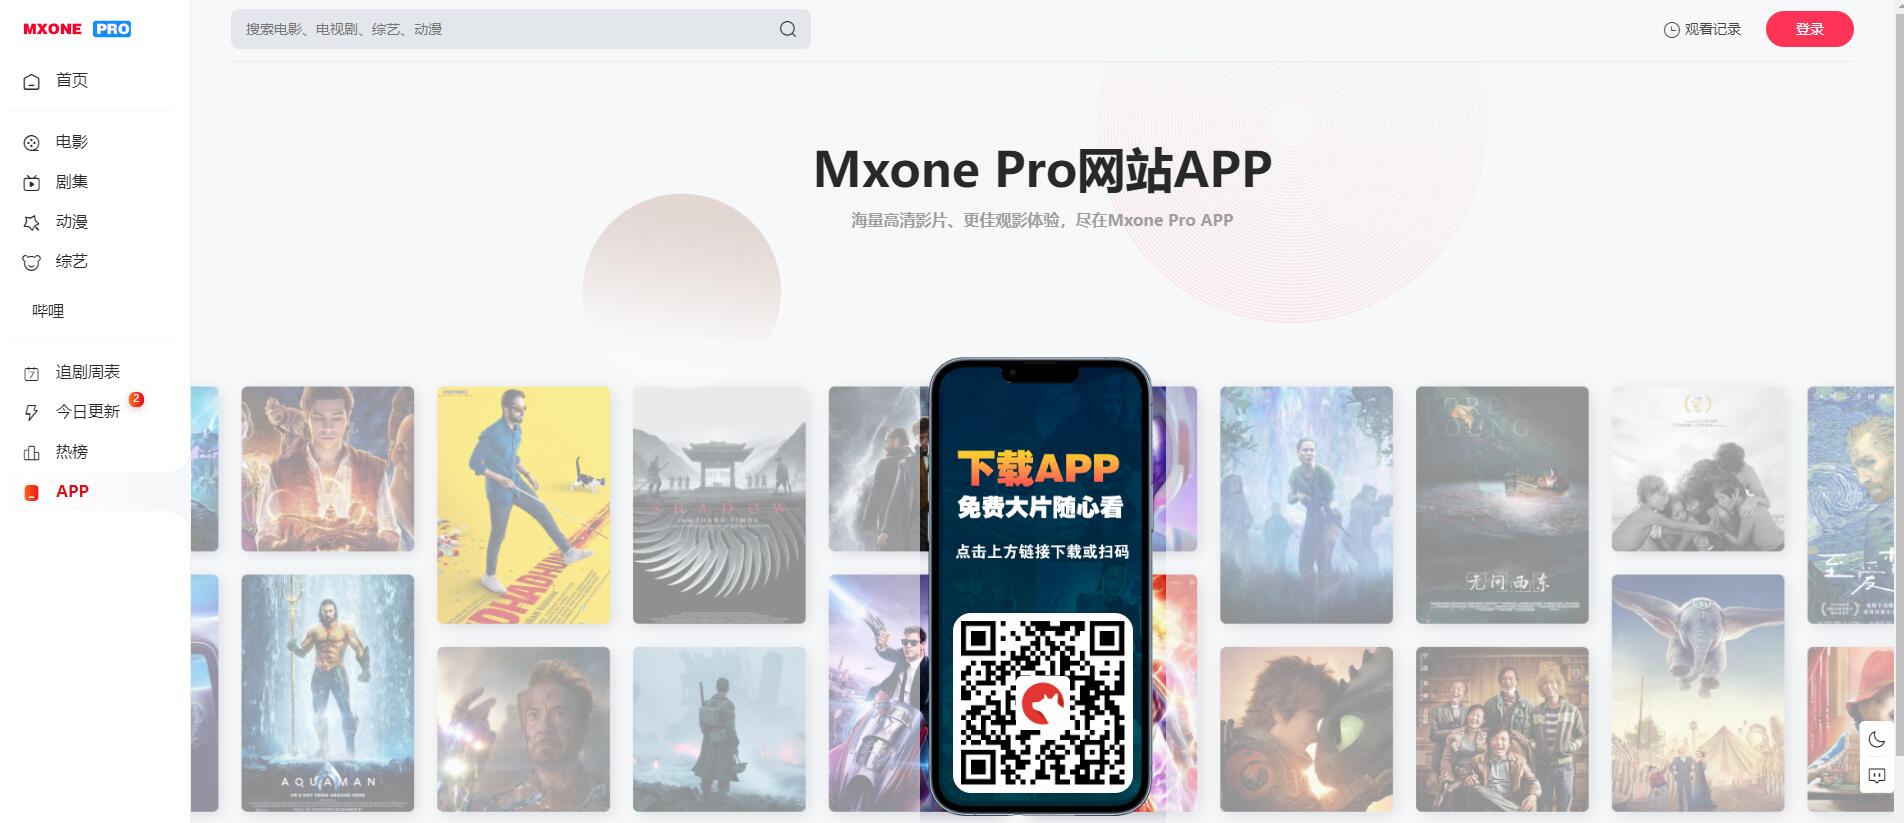 MXONE PRO
搜索电影、电视剧、综艺、动漫
观看记录
登录
首页
电影
剧集
动漫
综艺
哔哩
追剧周表
今日更新
2
热榜
APP
Mxone Pro网站APP
海量高清影片、更佳观影体验，尽在Mxone Pro APP
下载APP
免费大片随心看
点击上方链接下载或扫码
SHADOW
无问西东
AQUAMAN